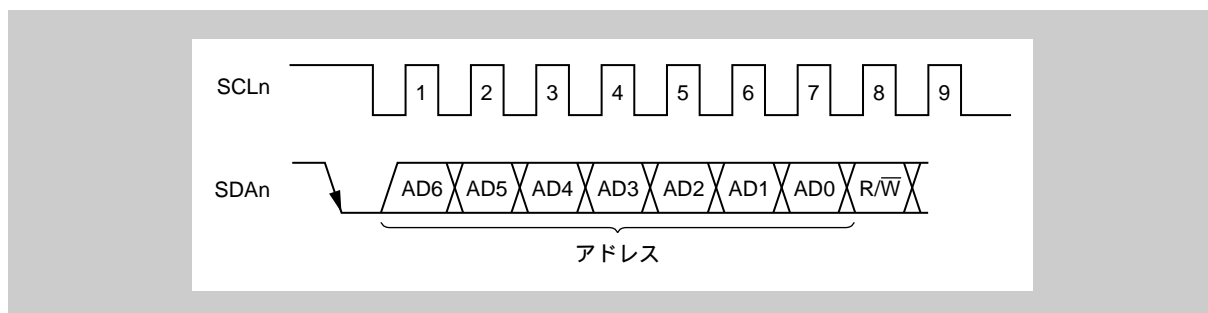 SCLn 1 2 3 4 5 6 7 8 9
SDAn AD6 AD5 AD4 AD3 AD2 AD1 AD0 R/W̅
アドレス